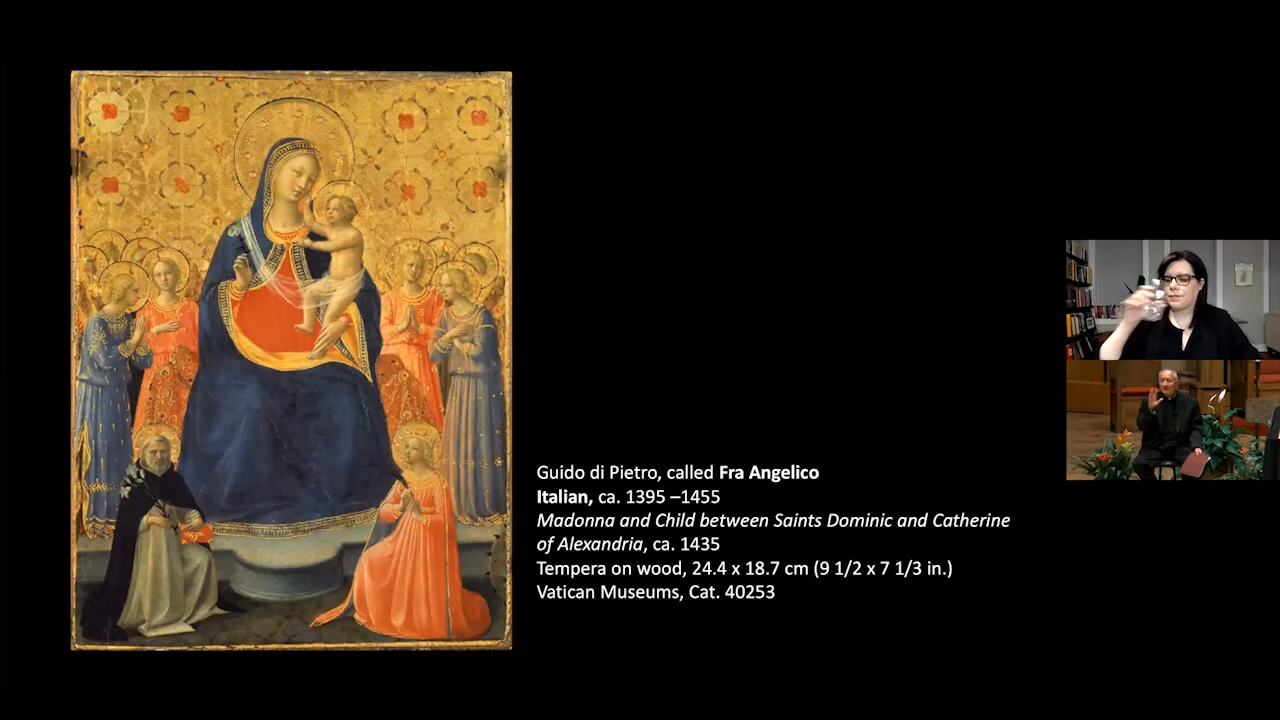 Guido di Pietro, called Fra Angelico
Italian, ca. 1395 –1455
Madonna and Child between Saints Dominic and Catherine
of Alexandria, ca. 1435
Tempera on wood, 24.4 x 18.7 cm (9 1/2 x 7 1/3 in.)
Vatican Museums, Cat. 40253